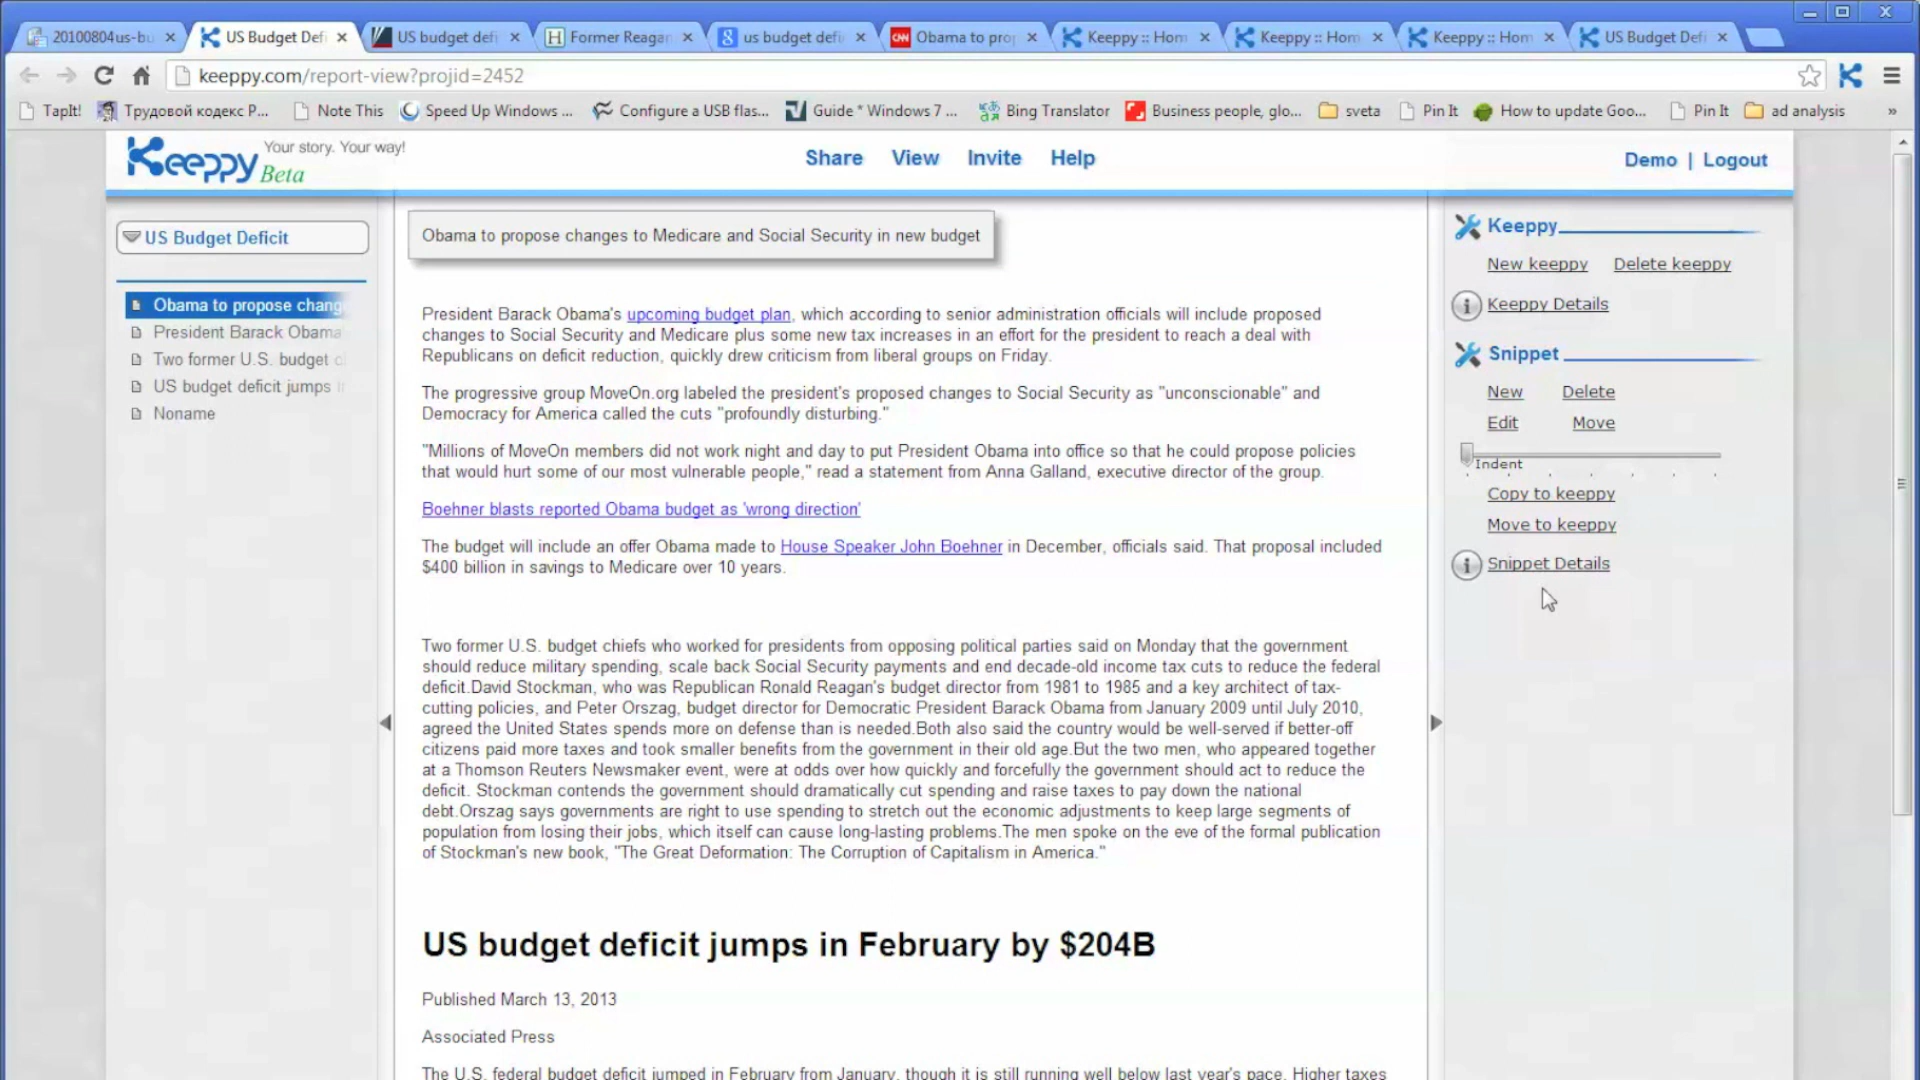 20100804us-bu
US Budget Defi
US budget defi
Former Reagan
us budget defi
Obama to prop
Keeppy :: Hom
Keeppy :: Hom
Keeppy :: Hom
US Budget Defi
keeppy.com/report-view?projid=2452
TapIt!
Трудовой кодекс Р...
Note This
Speed Up Windows ...
Configure a USB flas...
Guide * Windows 7 ...
Bing Translator
Business people, glo...
sveta
Pin It
How to update Goo...
Pin It
ad analysis
»
Keeppy Beta
Your story. Your way!
Share View Invite Help
Demo | Logout
US Budget Deficit
Obama to propose chang
President Barack Obama
Two former U.S. budget c
US budget deficit jumps i
Noname
Obama to propose changes to Medicare and Social Security in new budget
President Barack Obama's upcoming budget plan, which according to senior administration officials will include proposed
changes to Social Security and Medicare plus some new tax increases in an effort for the president to reach a deal with
Republicans on deficit reduction, quickly drew criticism from liberal groups on Friday.
The progressive group MoveOn.org labeled the president's proposed changes to Social Security as "unconscionable" and
Democracy for America called the cuts "profoundly disturbing."
"Millions of MoveOn members did not work night and day to put President Obama into office so that he could propose policies
that would hurt some of our most vulnerable people," read a statement from Anna Galland, executive director of the group.
Boehner blasts reported Obama budget as 'wrong direction'
The budget will include an offer Obama made to House Speaker John Boehner in December, officials said. That proposal included
$400 billion in savings to Medicare over 10 years.
Two former U.S. budget chiefs who worked for presidents from opposing political parties said on Monday that the government
should reduce military spending, scale back Social Security payments and end decade-old income tax cuts to reduce the federal
deficit.David Stockman, who was Republican Ronald Reagan's budget director from 1981 to 1985 and a key architect of tax-
cutting policies, and Peter Orszag, budget director for Democratic President Barack Obama from January 2009 until July 2010,
agreed the United States spends more on defense than is needed.Both also said the country would be well-served if better-off
citizens paid more taxes and took smaller benefits from the government in their old age.But the two men, who appeared together
at a Thomson Reuters Newsmaker event, were at odds over how quickly and forcefully the government should act to reduce the
deficit. Stockman contends the government should dramatically cut spending and raise taxes to pay down the national
debt.Orszag says governments are right to use spending to stretch out the economic adjustments to keep large segments of
population from losing their jobs, which itself can cause long-lasting problems.The men spoke on the eve of the formal publication
of Stockman's new book, "The Great Deformation: The Corruption of Capitalism in America."
US budget deficit jumps in February by $204B
Published March 13, 2013
Associated Press
The U.S. federal budget deficit jumped in February from January, though it is still running well below last year's pace. Higher taxes
Keeppy
New keeppy Delete keeppy
Keeppy Details
Snippet
New Delete
Edit Move
Indent
Copy to keeppy
Move to keeppy
Snippet Details